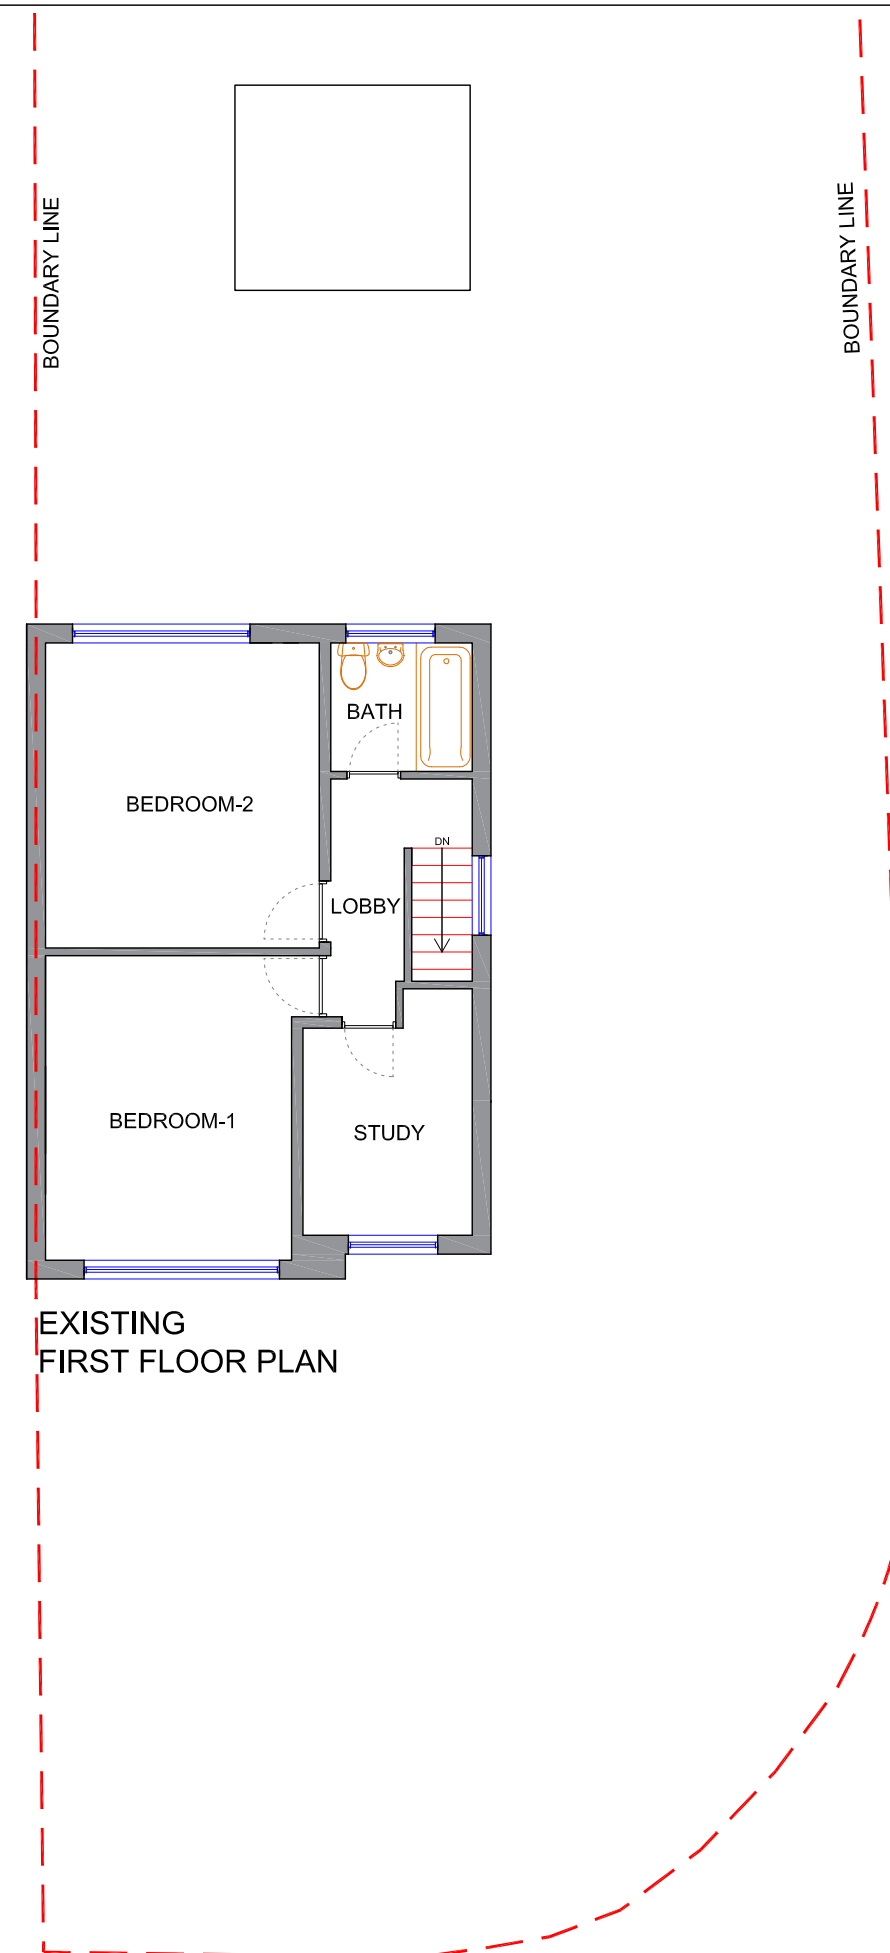 BOUNDARY LINE
BOUNDARY LINE
BATH
BEDROOM-2
DN
LOBBY
BEDROOM-1
STUDY
EXISTING
FIRST FLOOR PLAN